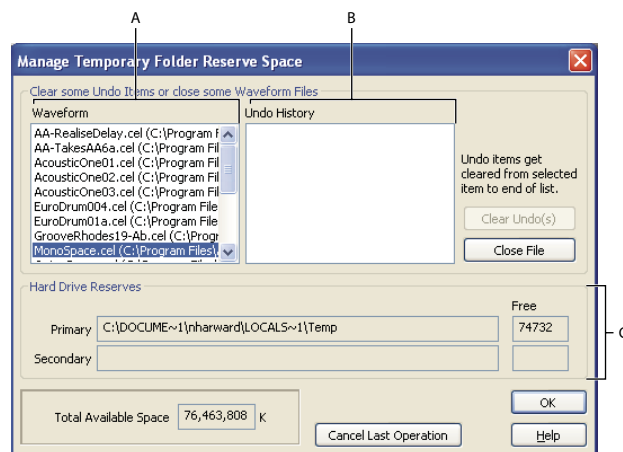 A
B
Manage Temporary Folder Reserve Space
Clear some Undo Items or close some Waveform Files
Waveform
Undo History
AA-RealiseDelay.cel (C:\Program F
AA-TakesAA6a.cel (C:\Program Fil
AcousticOne01.cel (C:\Program Fil
AcousticOne02.cel (C:\Program Fil
AcousticOne03.cel (C:\Program Fil
EuroDrum004.cel (C:\Program File
EuroDrum01a.cel (C:\Program File
GrooveRhodes19-Ab.cel (C:\Progr
MonoSpace.cel (C:\Program Files\
Undo items get
cleared from selected
item to end of list.
Clear Undo(s)
Close File
Hard Drive Reserves
Free
Primary C:\DOCUME~1\nharward\LOCALS~1\Temp 74732
C
Secondary
Total Available Space 76,463,808 K
OK
Cancel Last Operation
Help